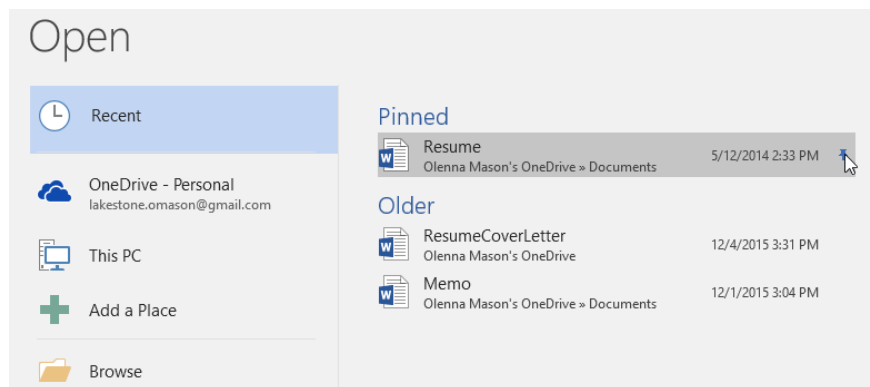 Open
Recent
OneDrive - Personal
lakestone.omason@gmail.com
This PC
Add a Place
Browse
Pinned
Resume
Olenna Mason's OneDrive » Documents
5/12/2014 2:33 PM
Older
ResumeCoverLetter
Olenna Mason's OneDrive
12/4/2015 3:31 PM
Memo
Olenna Mason's OneDrive » Documents
12/1/2015 3:04 PM